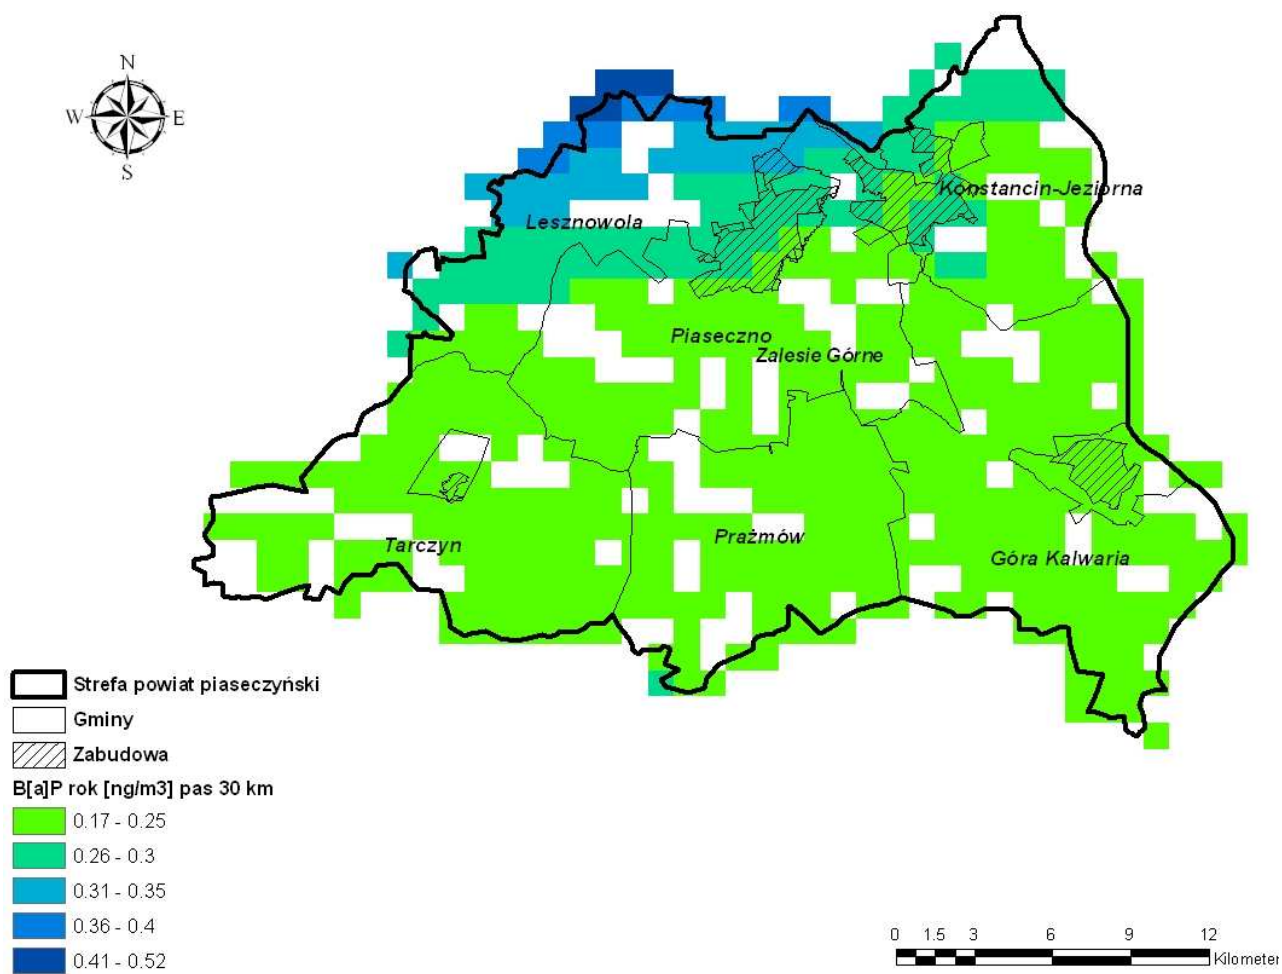 N
W E
S
Konstancin-Jeziorna
Lesznowola
Piaseczno
Zalesie Górne
Tarczyn
Prażmów
Góra Kalwaria
Strefa powiat piaseczyński
Gminy
Zabudowa
B[a]P rok [ng/m3] pas 30 km
0.17 - 0.25
0.26 - 0.3
0.31 - 0.35
0.36 - 0.4
0.41 - 0.52
0 1.5 3 6 9 12
Kilometer